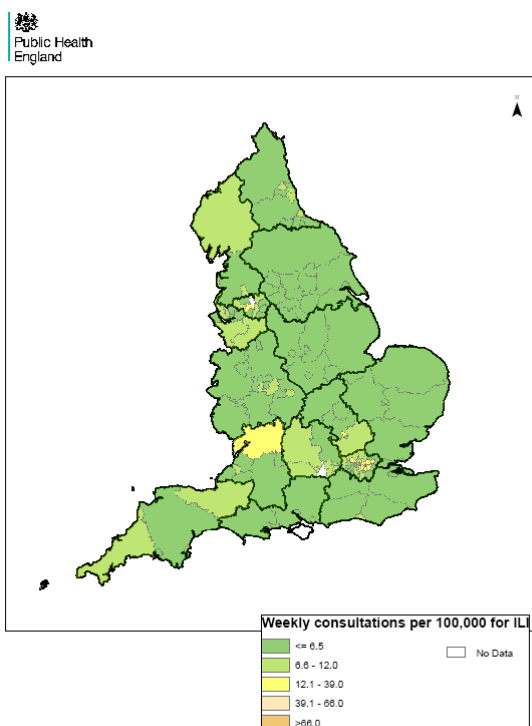 Public Health
England
Weekly consultations per 100,000 for ILI
<= 6.5
No Data
6.6 - 12.0
12.1 - 39.0
39.1 - 66.0
>66.0